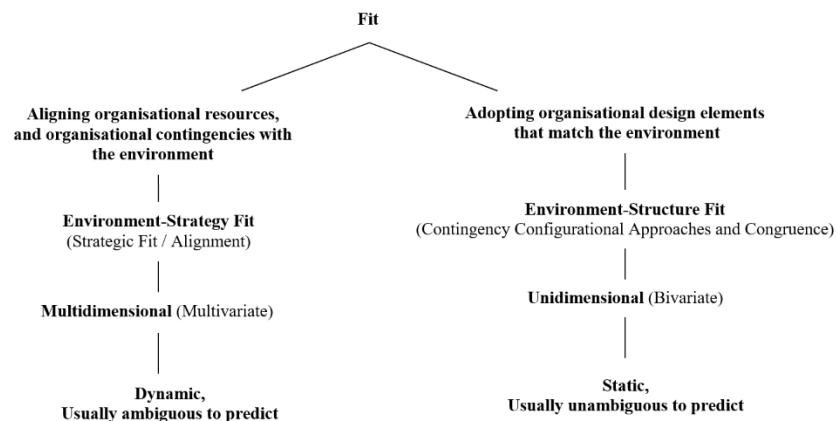 Fit
Aligning organisational resources,
and organisational contingencies with
the environment
Environment-Strategy Fit
(Strategic Fit / Alignment)
Multidimensional (Multivariate)
Dynamic,
Usually ambiguous to predict
Adopting organisational design elements
that match the environment
Environment-Structure Fit
(Contingency Configurational Approaches and Congruence)
Unidimensional (Bivariate)
Static,
Usually unambiguous to predict